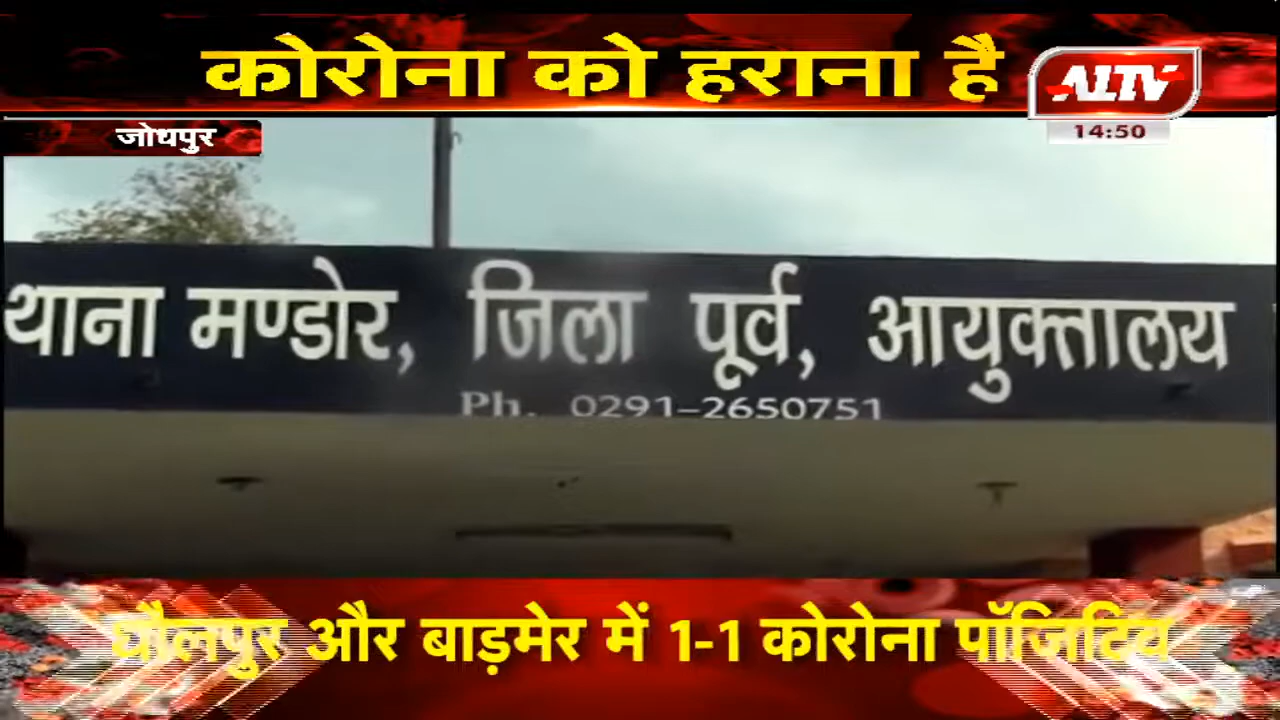 कोरोना को हराना है
ALTV
14:50
जोधपुर
थाना मण्डोर, जिला पूर्व, आयुक्तालय
Ph. 0291-2650751
धौलपुर और बाड़मेर में 1-1 कोरोना पॉजिटिव